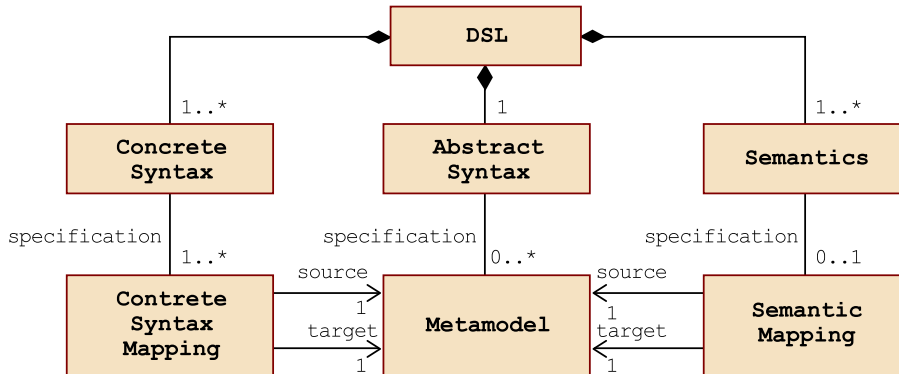 DSL
1..*
1
1..*
Concrete
Syntax
Abstract
Syntax
Semantics
specification
specification
specification
1..*
0..*
0..1
source
source
1
1
Contrete
Syntax
Mapping
Metamodel
Semantic
Mapping
target
target
1
1